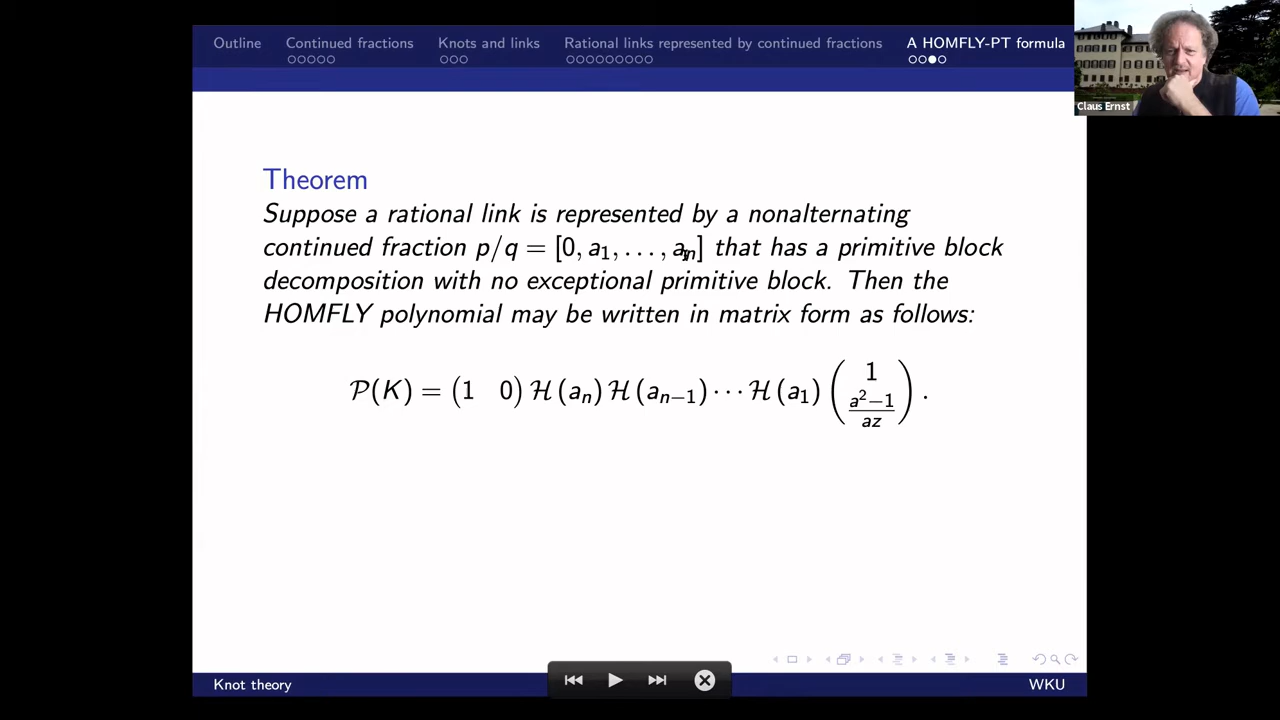 Outline
Continued fractions
Knots and links
Rational links represented by continued fractions
A HOMFLY-PT formula
Claus Ernst
Theorem
Suppose a rational link is represented by a nonalternating
continued fraction p/q = [0, a₁, . . . , aₙ] that has a primitive block
decomposition with no exceptional primitive block. Then the
HOMFLY polynomial may be written in matrix form as follows:
𝒫(K) = (1 0) ℋ(aₙ) ℋ(aₙ₋₁) ⋯ ℋ(a₁) (1 / (a²−1)/(az)).
Knot theory
WKU